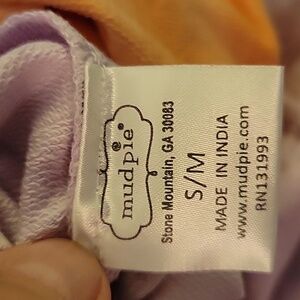 mudpie®
Stone Mountain, GA 30083
S/M
MADE IN INDIA
www.mudpie.com
RN131993